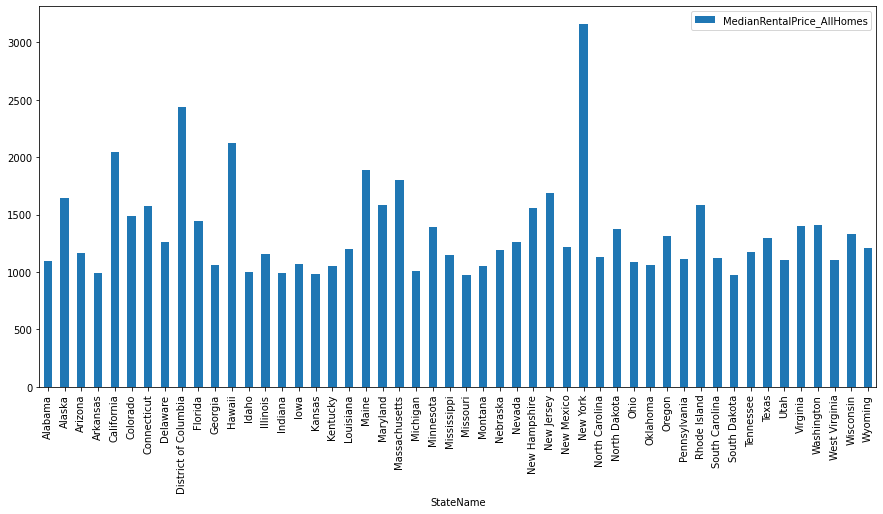 MedianRentalPrice_AllHomes
3000
2500
2000
1500
1000
500
0
Alabama
Alaska
Arizona
Arkansas
California
Colorado
Connecticut
Delaware
District of Columbia
Florida
Georgia
Hawaii
Idaho
Illinois
Indiana
Iowa
Kansas
Kentucky
Louisiana
Maine
Maryland
Massachusetts
Michigan
Minnesota
Mississippi
Missouri
Montana
Nebraska
Nevada
New Hampshire
New Jersey
New Mexico
New York
North Carolina
North Dakota
Ohio
Oklahoma
Oregon
Pennsylvania
Rhode Island
South Carolina
South Dakota
Tennessee
Texas
Utah
Virginia
Washington
West Virginia
Wisconsin
Wyoming
StateName